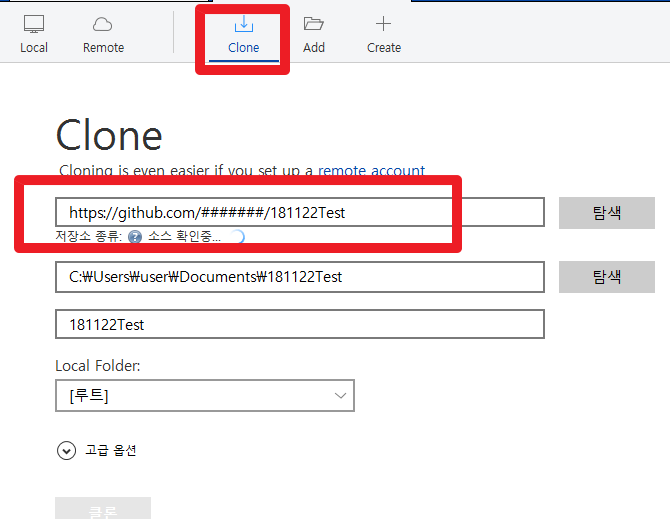 Local Remote Clone Add Create
Clone
Cloning is even easier if you set up a remote account
https://github.com/#######/181122Test 탐색
저장소 종류: ? 소스 확인중...
C:₩Users₩user₩Documents₩181122Test 탐색
181122Test
Local Folder:
[루트]
고급 옵션
클론